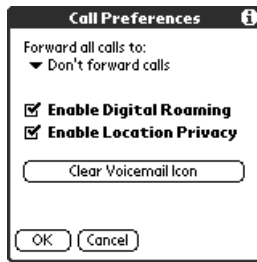 Call Preferences
Forward all calls to:
Don't forward calls
Enable Digital Roaming
Enable Location Privacy
Clear Voicemail Icon
OK Cancel